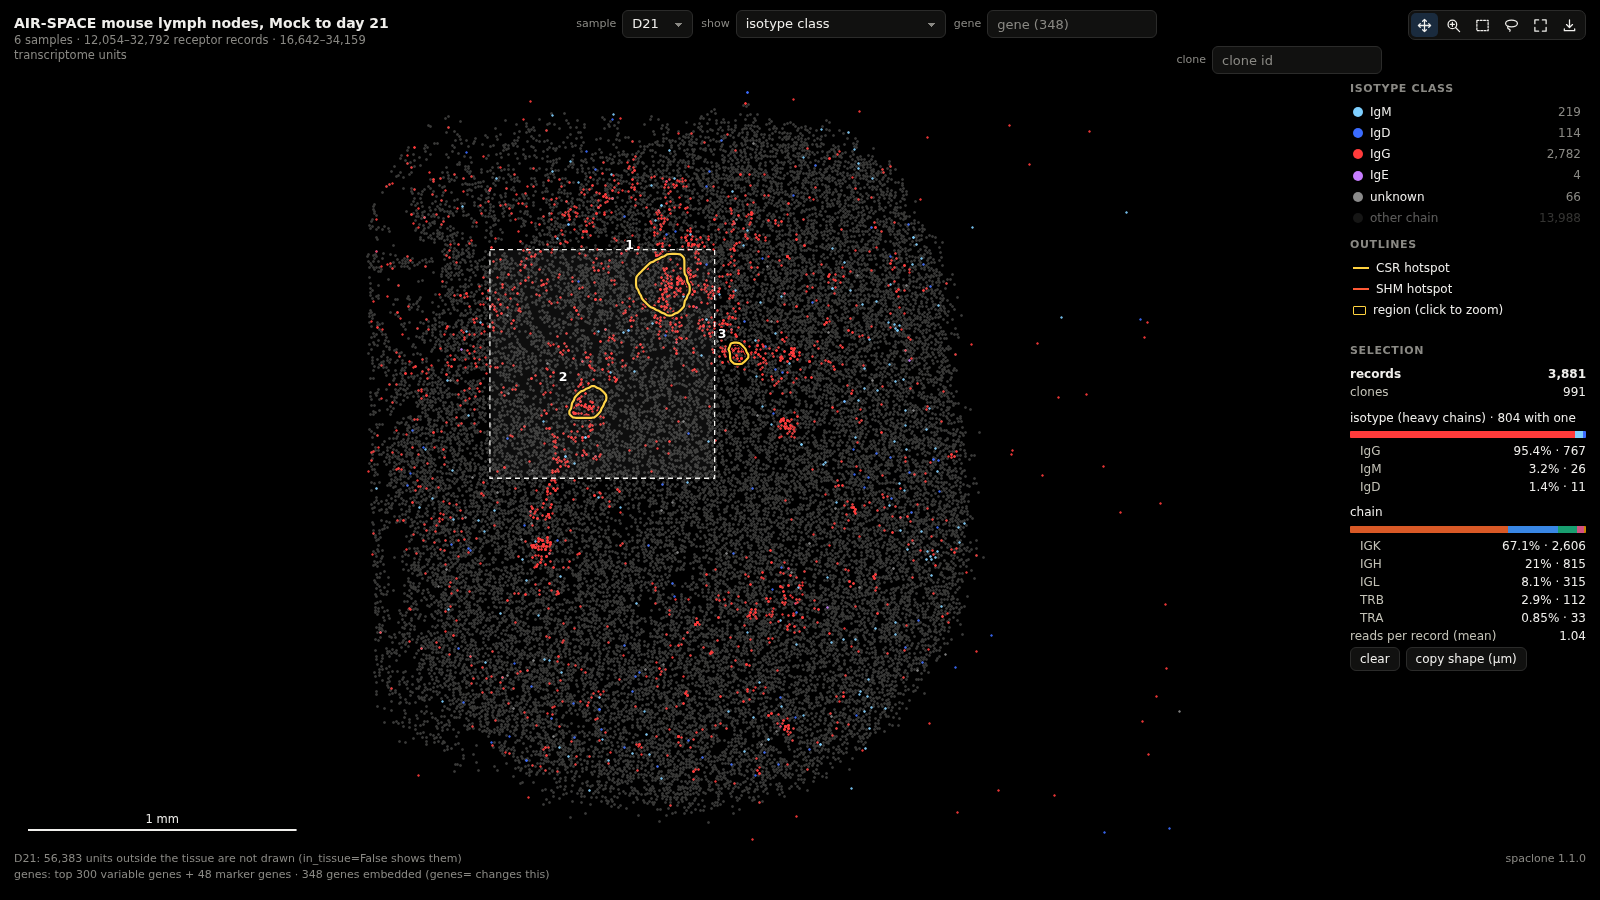 AIR-SPACE mouse lymph nodes, Mock to day 21
6 samples · 12,054–32,792 receptor records · 16,642–34,159
transcriptome units
sample D21 show isotype class gene gene (348)
clone clone id
ISOTYPE CLASS
IgM 219
IgD 114
IgG 2,782
IgE 4
unknown 66
other chain 13,988
OUTLINES
CSR hotspot
SHM hotspot
region (click to zoom)
SELECTION
records 3,881
clones 991
isotype (heavy chains) · 804 with one
IgG 95.4% · 767
IgM 3.2% · 26
IgD 1.4% · 11
chain
IGK 67.1% · 2,606
IGH 21% · 815
IGL 8.1% · 315
TRB 2.9% · 112
TRA 0.85% · 33
reads per record (mean) 1.04
clear copy shape (µm)
1
3
2
1 mm
D21: 56,383 units outside the tissue are not drawn (in_tissue=False shows them)
genes: top 300 variable genes + 48 marker genes · 348 genes embedded (genes= changes this)
spaclone 1.1.0